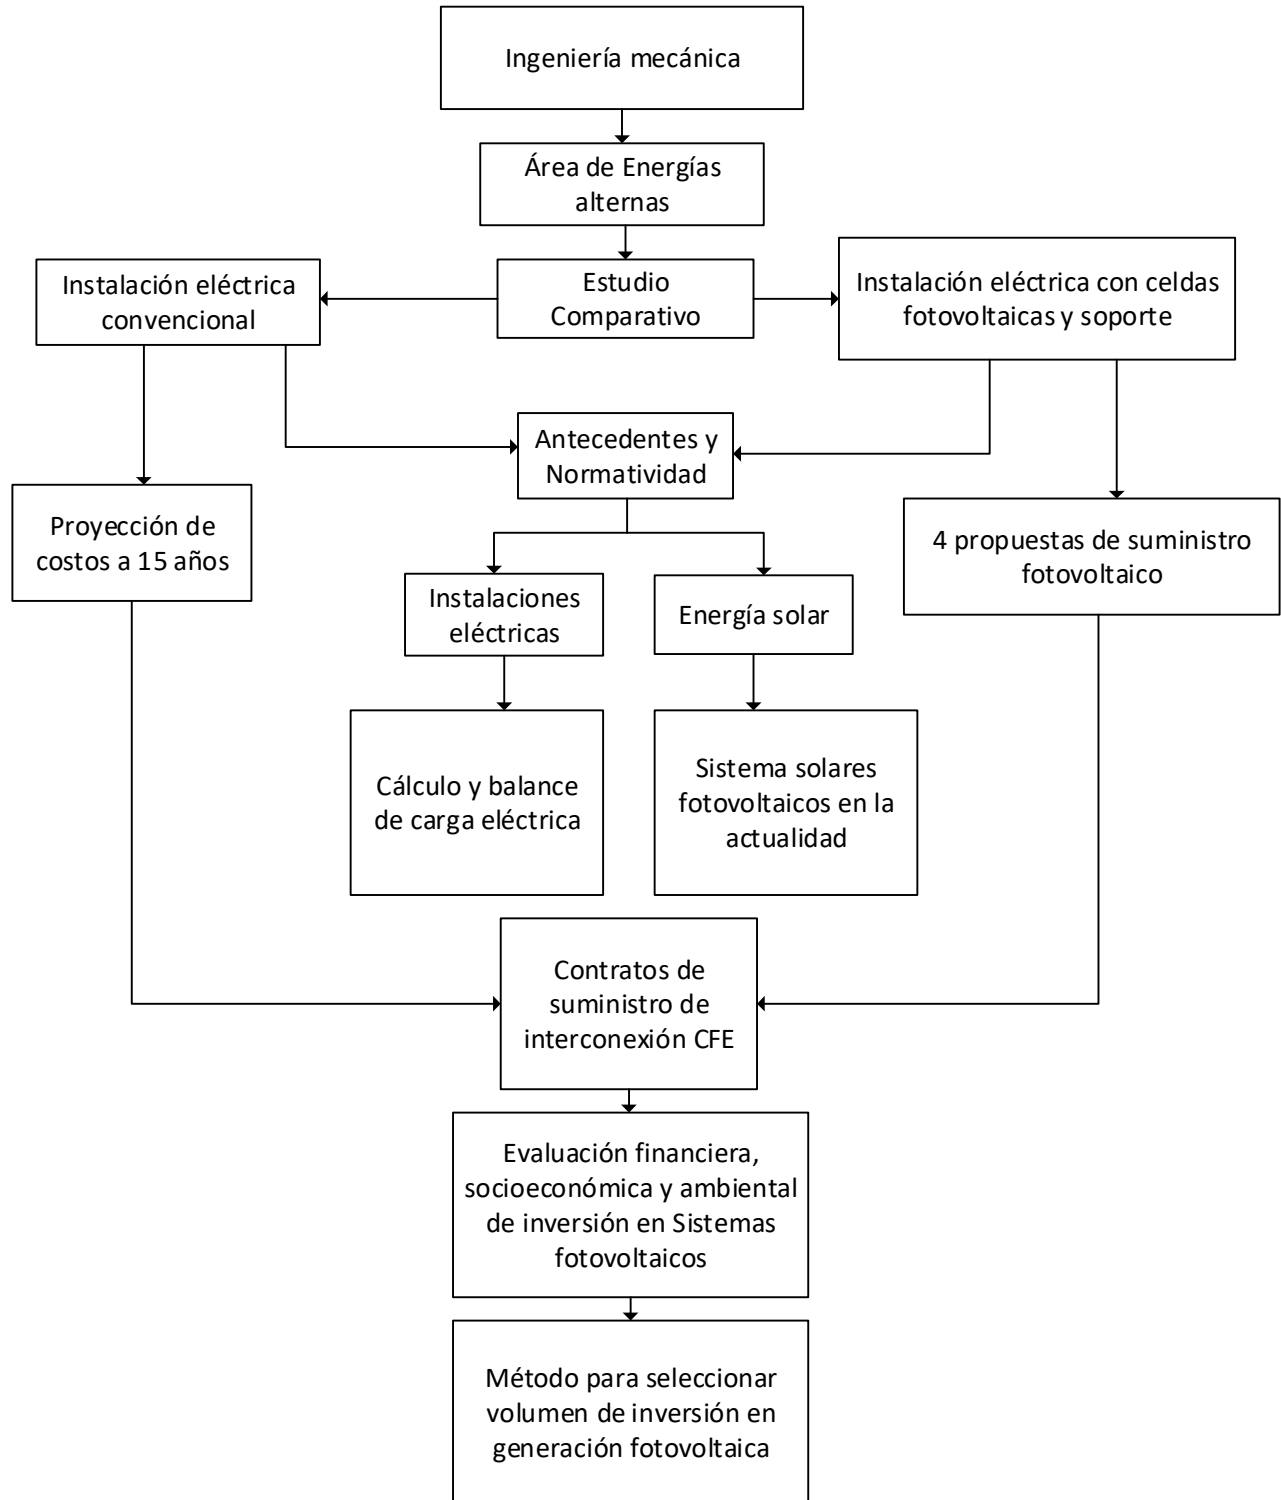 Ingeniería mecánica
Área de Energías
alternas
Instalación eléctrica
convencional
Estudio
Comparativo
Instalación eléctrica con celdas
fotovoltaicas y soporte
Antecedentes y
Normatividad
Proyección de
costos a 15 años
4 propuestas de suministro
fotovoltaico
Instalaciones
eléctricas
Energía solar
Cálculo y balance
de carga eléctrica
Sistema solares
fotovoltaicos en la
actualidad
Contratos de
suministro de
interconexión CFE
Evaluación financiera,
socioeconómica y ambiental
de inversión en Sistemas
fotovoltaicos
Método para seleccionar
volumen de inversión en
generación fotovoltaica